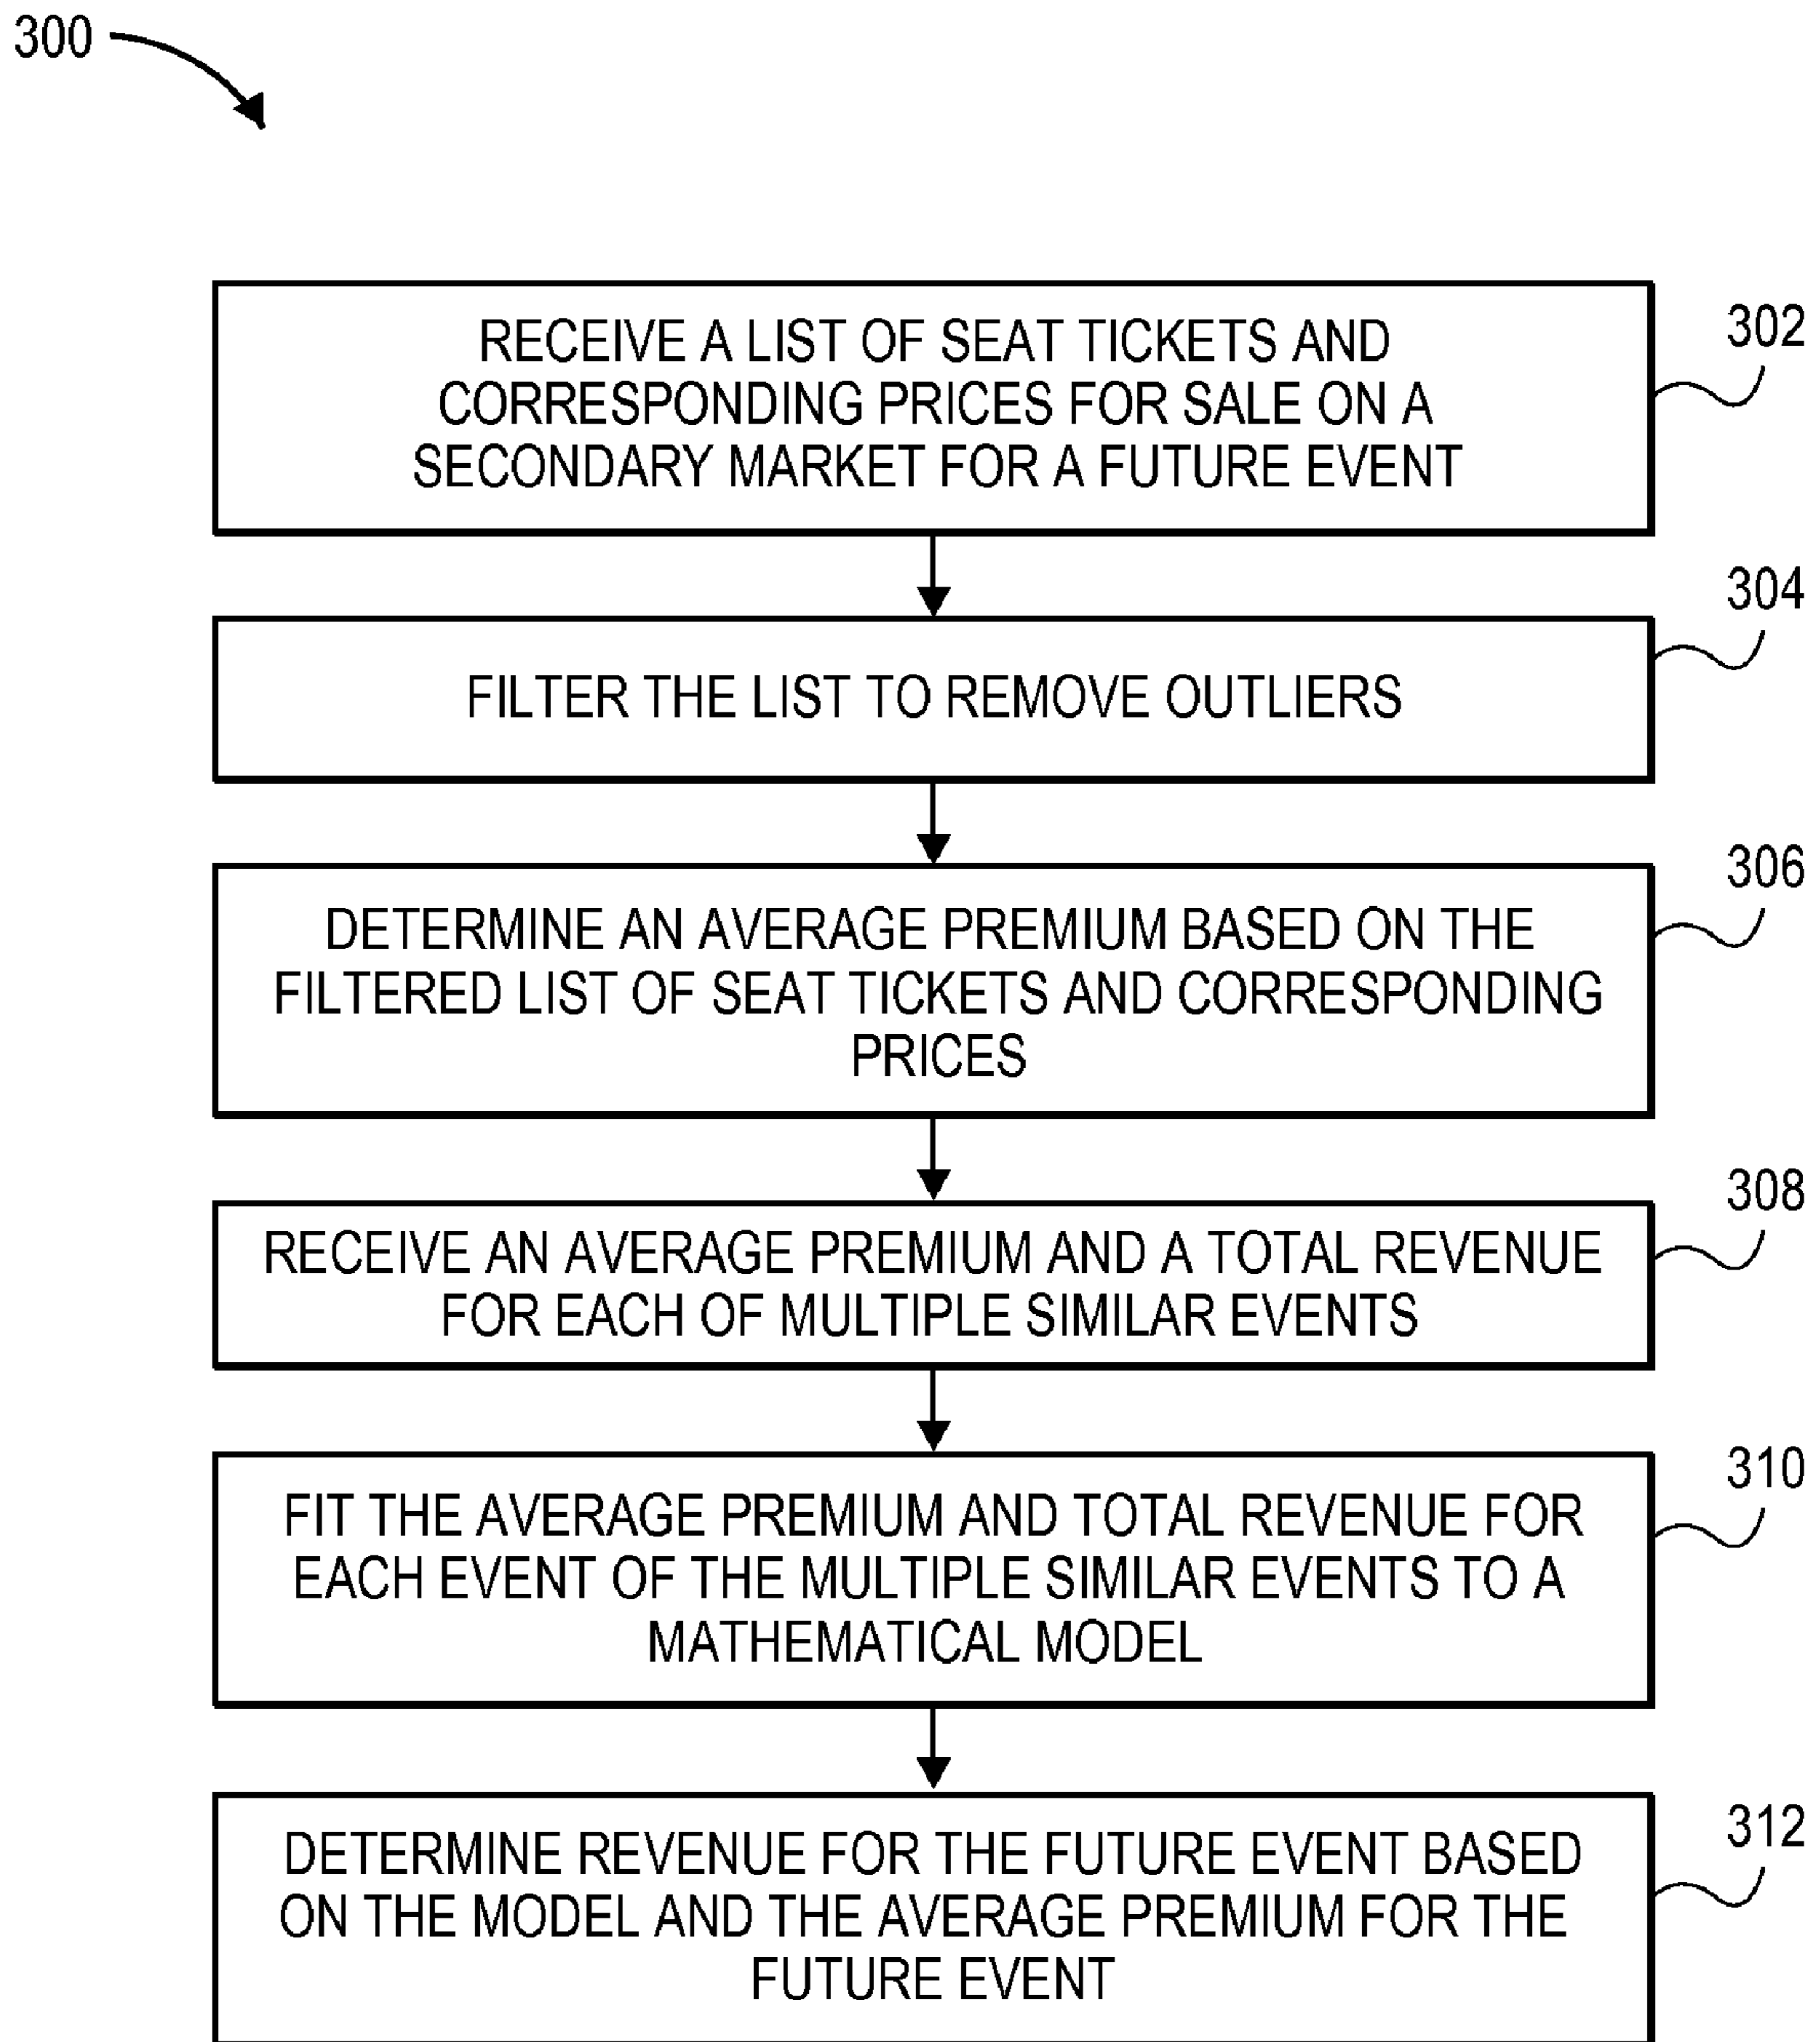 300
RECEIVE A LIST OF SEAT TICKETS AND
CORRESPONDING PRICES FOR SALE ON A
SECONDARY MARKET FOR A FUTURE EVENT
302
FILTER THE LIST TO REMOVE OUTLIERS
304
DETERMINE AN AVERAGE PREMIUM BASED ON THE
FILTERED LIST OF SEAT TICKETS AND CORRESPONDING
PRICES
306
RECEIVE AN AVERAGE PREMIUM AND A TOTAL REVENUE
FOR EACH OF MULTIPLE SIMILAR EVENTS
308
FIT THE AVERAGE PREMIUM AND TOTAL REVENUE FOR
EACH EVENT OF THE MULTIPLE SIMILAR EVENTS TO A
MATHEMATICAL MODEL
310
DETERMINE REVENUE FOR THE FUTURE EVENT BASED
ON THE MODEL AND THE AVERAGE PREMIUM FOR THE
FUTURE EVENT
312